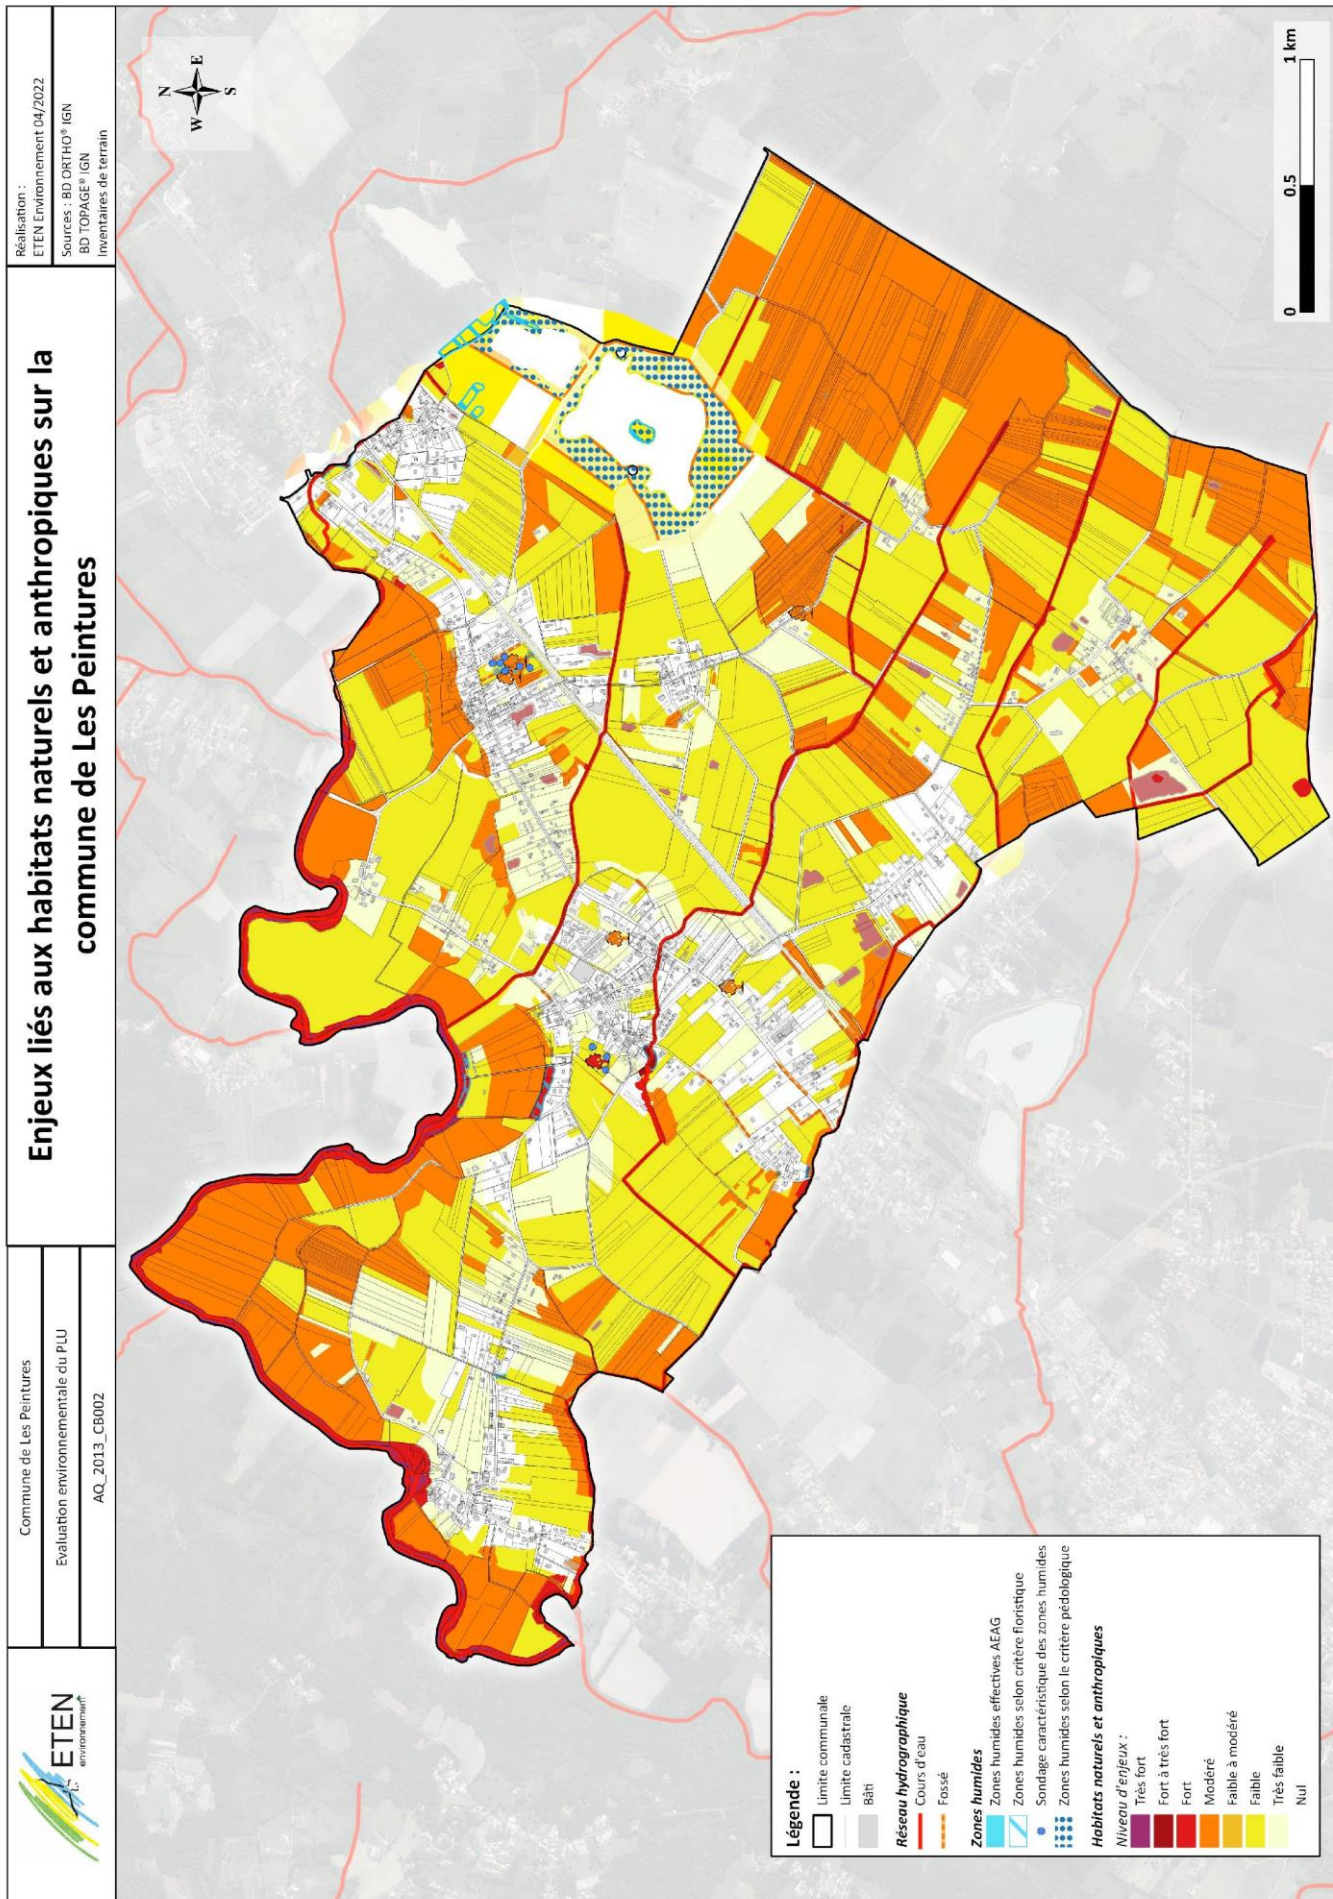 ETEN
environnement
Commune de Les Peintures
Evaluation environnementale du PLU
AQ_2013_CB002
Enjeux liés aux habitats naturels et anthropiques sur la
commune de Les Peintures
Réalisation :
ETEN Environnement 04/2022
Sources : BD ORTHO® IGN
BD TOPAGE® IGN
Inventaires de terrain
N
W E
S
Légende :
Limite communale
Limite cadastrale
Bâti
Réseau hydrographique
Cours d'eau
Fossé
Zones humides
Zones humides effectives AEAG
Zones humides selon critère floristique
Sondage caractéristique des zones humides
Zones humides selon le critère pédologique
Habitats naturels et anthropiques
Niveau d'enjeux :
Très fort
Fort à très fort
Fort
Modéré
Faible à modéré
Faible
Très faible
Nul
0 0.5 1 km